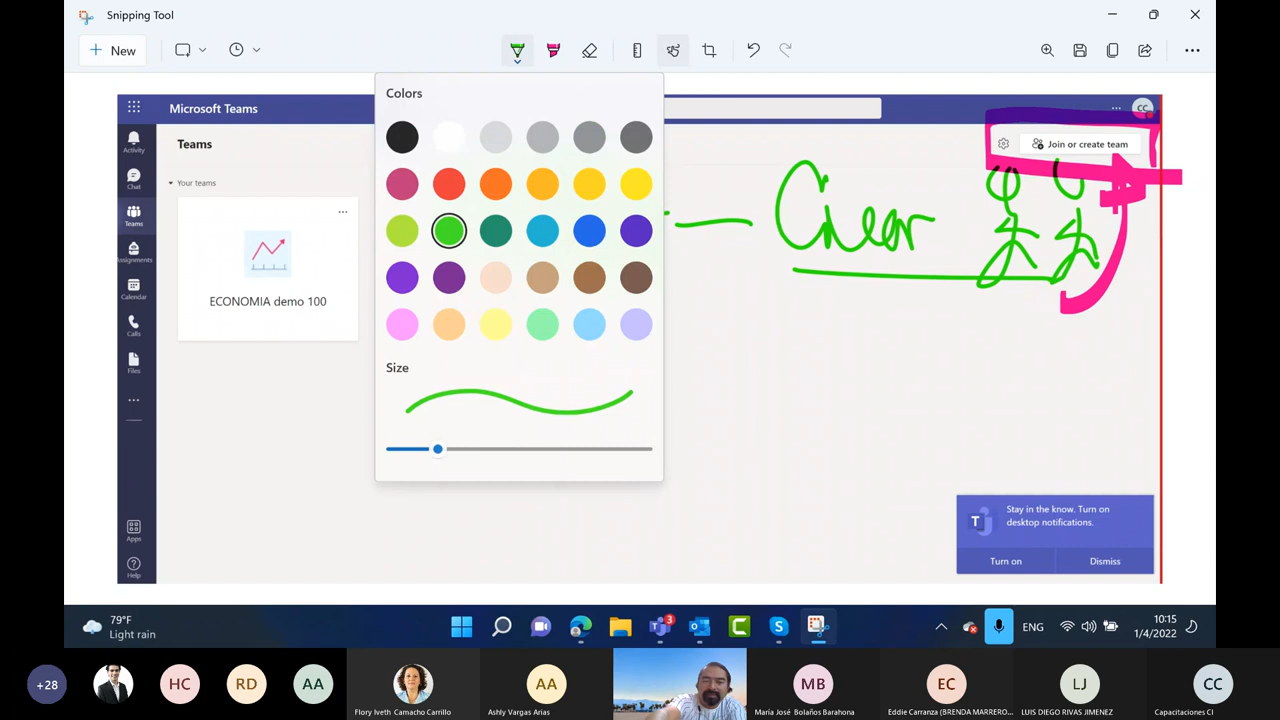 Snipping Tool
New
Colors
Microsoft Teams
CC
Activity
Teams
Join or create team
Chat
Your teams
Teams
Crear
Assignments
ECONOMIA demo 100
Calendar
Calls
Files
Size
Stay in the know. Turn on
desktop notifications.
Turn on
Dismiss
Apps
Help
79°F
Light rain
3
ENG
10:15
1/4/2022
+28
HC
RD
AA
Flory Iveth Camacho Carrillo
AA
Ashly Vargas Arias
MB
María José Bolaños Barahona
EC
Eddie Carranza (BRENDA MARRERO...
LJ
LUIS DIEGO RIVAS JIMENEZ
CC
Capacitaciones CI